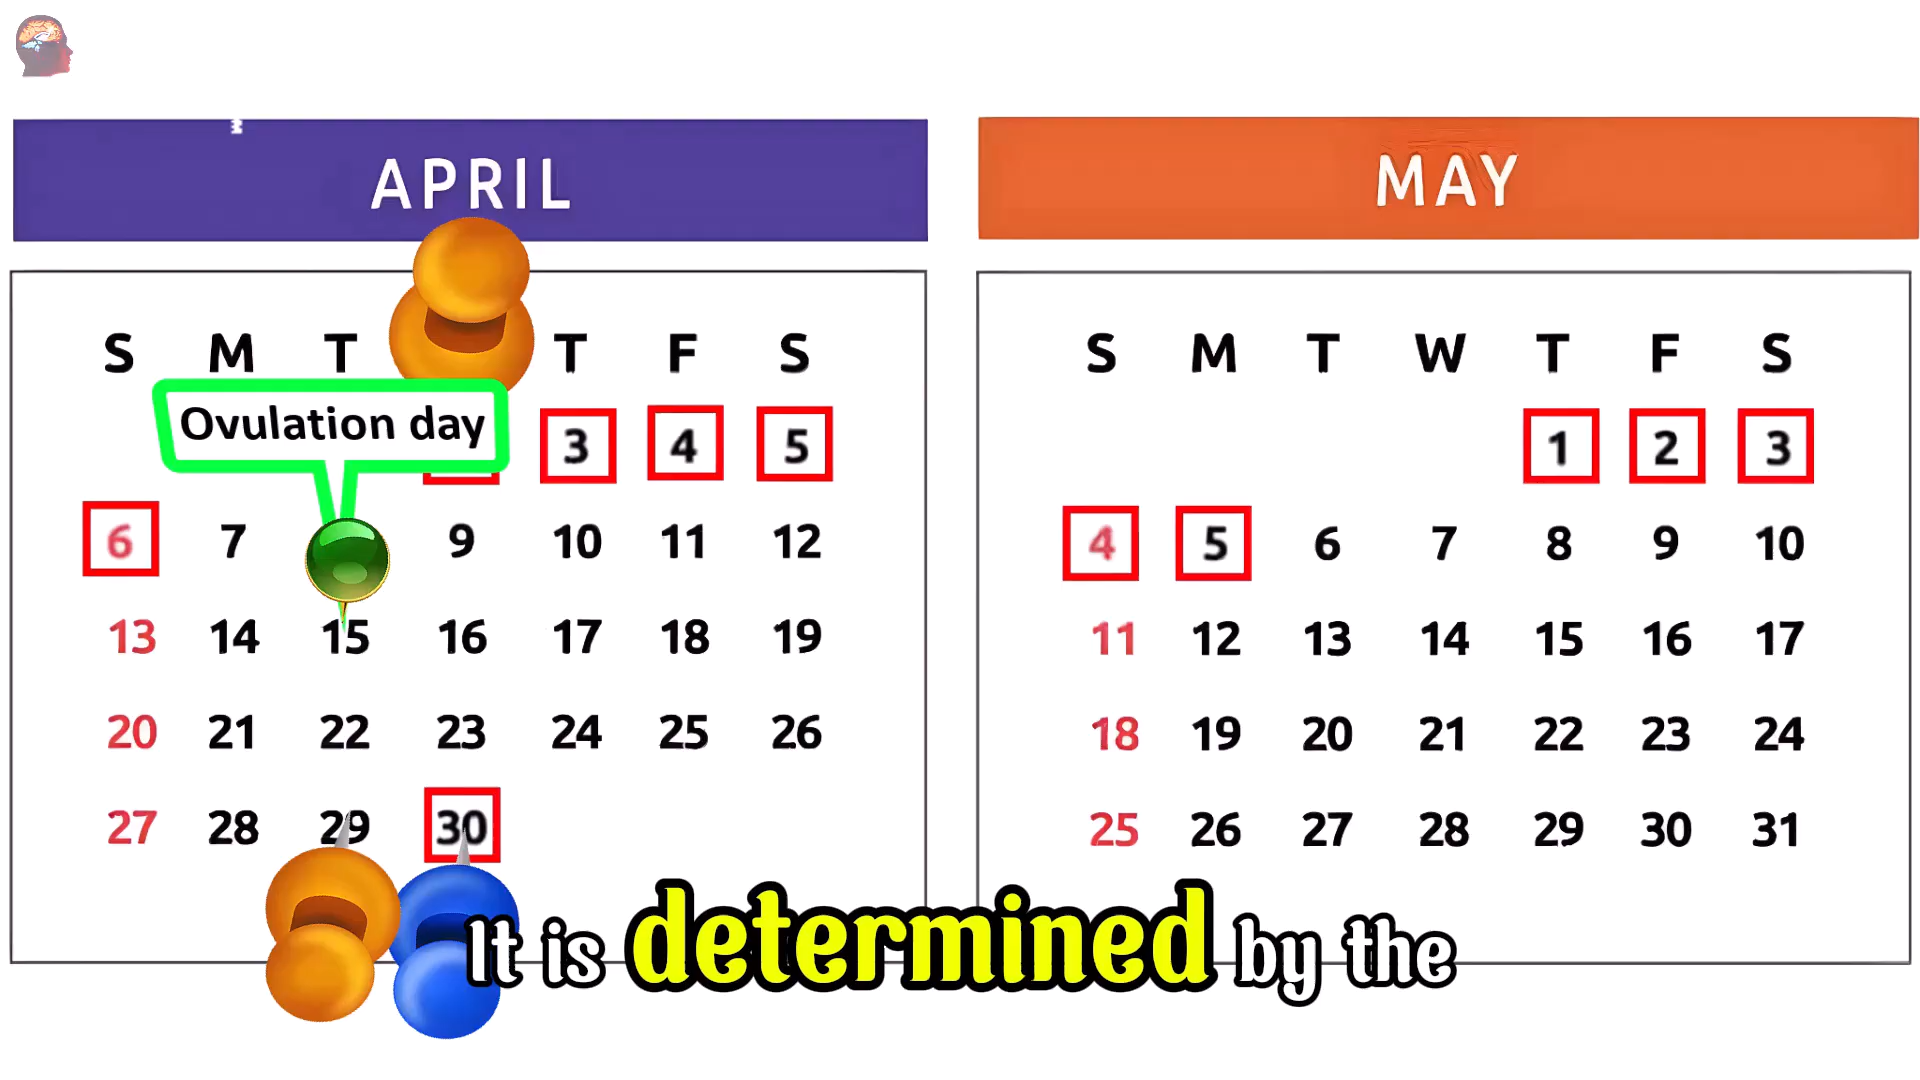 APRIL
S M T T F S
Ovulation day
3 4 5
6 7 9 10 11 12
13 14 15 16 17 18 19
20 21 22 23 24 25 26
27 28 29 30
MAY
S M T W T F S
1 2 3
4 5 6 7 8 9 10
11 12 13 14 15 16 17
18 19 20 21 22 23 24
25 26 27 28 29 30 31
It is determined by the